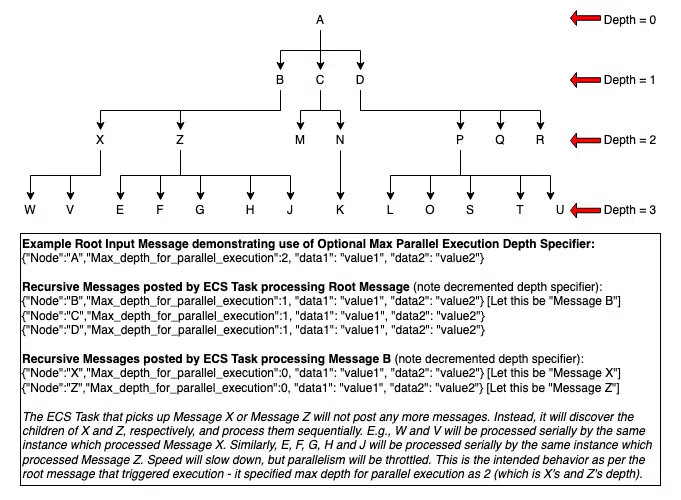 A
Depth = 0
B C D
Depth = 1
X Z M N P Q R
Depth = 2
W V E F G H J K L O S T U
Depth = 3
Example Root Input Message demonstrating use of Optional Max Parallel Execution Depth Specifier:
{"Node":"A","Max_depth_for_parallel_execution":2, "data1": "value1", "data2": "value2"}
Recursive Messages posted by ECS Task processing Root Message (note decremented depth specifier):
{"Node":"B","Max_depth_for_parallel_execution":1, "data1": "value1", "data2": "value2"} [Let this be "Message B"]
{"Node":"C","Max_depth_for_parallel_execution":1, "data1": "value1", "data2": "value2"}
{"Node":"D","Max_depth_for_parallel_execution":1, "data1": "value1", "data2": "value2"}
Recursive Messages posted by ECS Task processing Message B (note decremented depth specifier):
{"Node":"X","Max_depth_for_parallel_execution":0, "data1": "value1", "data2": "value2"} [Let this be "Message X"]
{"Node":"Z","Max_depth_for_parallel_execution":0, "data1": "value1", "data2": "value2"} [Let this be "Message Z"]
The ECS Task that picks up Message X or Message Z will not post any more messages. Instead, it will discover the
children of X and Z, respectively, and process them sequentially. E.g., W and V will be processed serially by the same
instance which processed Message X. Similarly, E, F, G, H and J will be processed serially by the same instance which
processed Message Z. Speed will slow down, but parallelism will be throttled. This is the intended behavior as per the
root message that triggered execution - it specified max depth for parallel execution as 2 (which is X's and Z's depth).